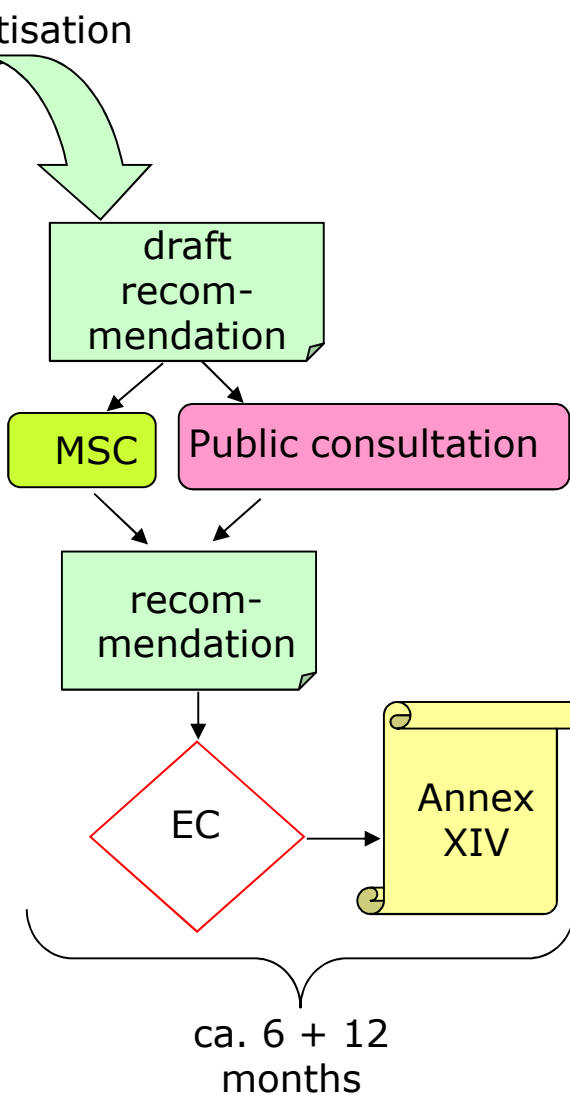 tisation
draft
recom-
mendation
MSC
Public consultation
recom-
mendation
EC
Annex
XIV
ca. 6 + 12
months